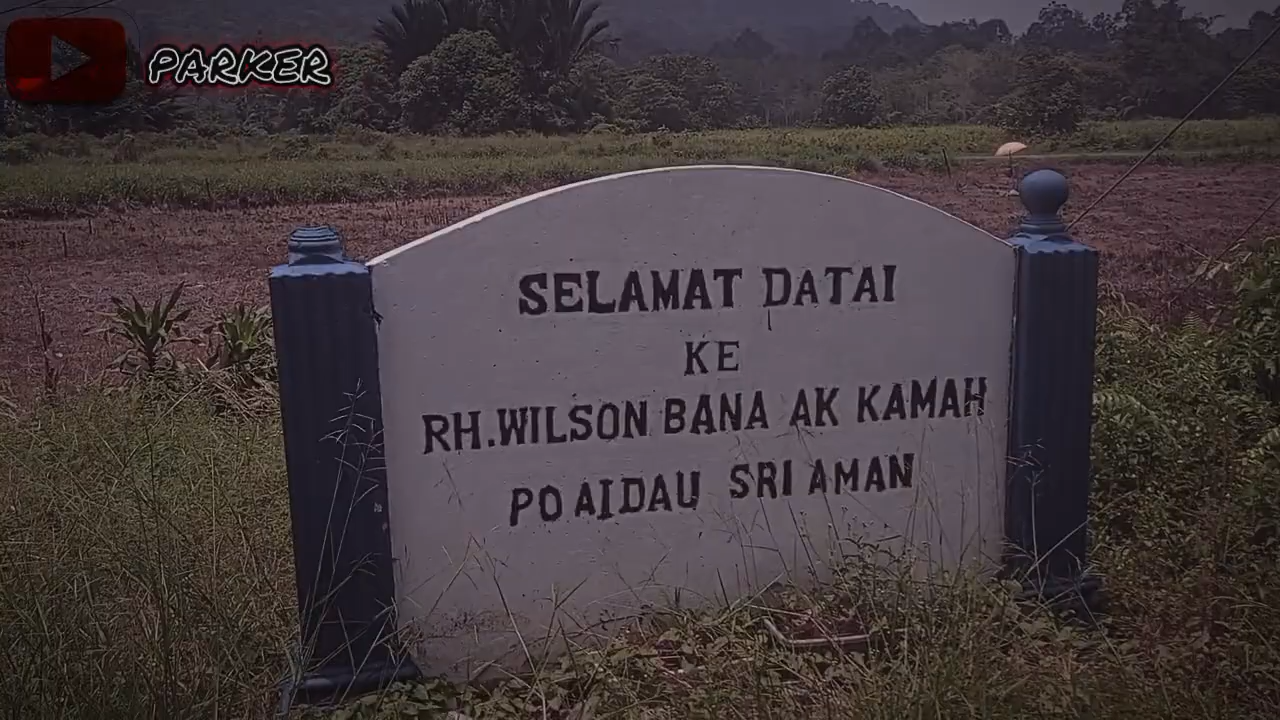 PARKER
SELAMAT DATAI
KE
RH.WILSON BANA AK KAMAH
PO AIDAU SRI AMAN